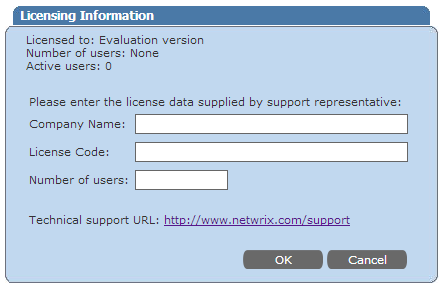 Licensing Information
Licensed to: Evaluation version
Number of users: None
Active users: 0
Please enter the license data supplied by support representative:
Company Name:
License Code:
Number of users:
Technical support URL: http://www.netwrix.com/support
OK Cancel